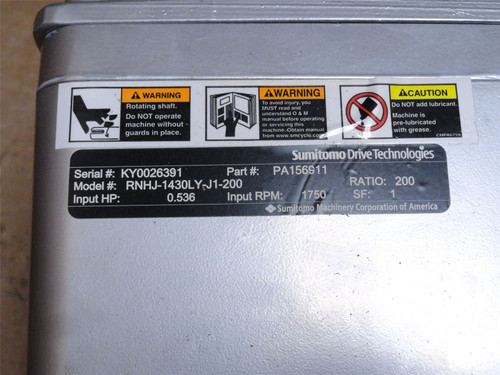 WARNING
Rotating shaft.
Do NOT operate
machine without
guards in place.
WARNING
To avoid injury, you
MUST read and
understand O & M
manual before operating
or servicing this
machine. Obtain manual
from www.smcyclo.com
CAUTION
Do NOT add lubricant.
Machine is
pre-lubricated
with grease.
Sumitomo Drive Technologies
Serial #: KY0026391 Part #: PA156911
Model #: RNHJ-1430LY-J1-200 RATIO: 200
Input HP: 0.536 Input RPM: 1750 SF: 1
Sumitomo Machinery Corporation of America